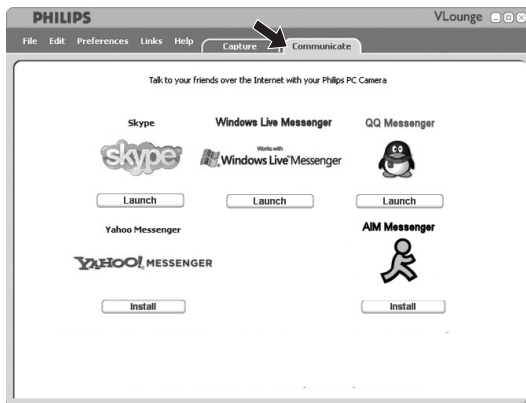 PHILIPS
VLounge
File Edit Preferences Links Help Capture Communicate
Talk to your friends over the Internet with your Philips PC Camera
Skype Windows Live Messenger QQ Messenger
skype
Works with
Windows Live Messenger
Launch Launch Launch
Yahoo Messenger AIM Messenger
YAHOO! MESSENGER
Install Install